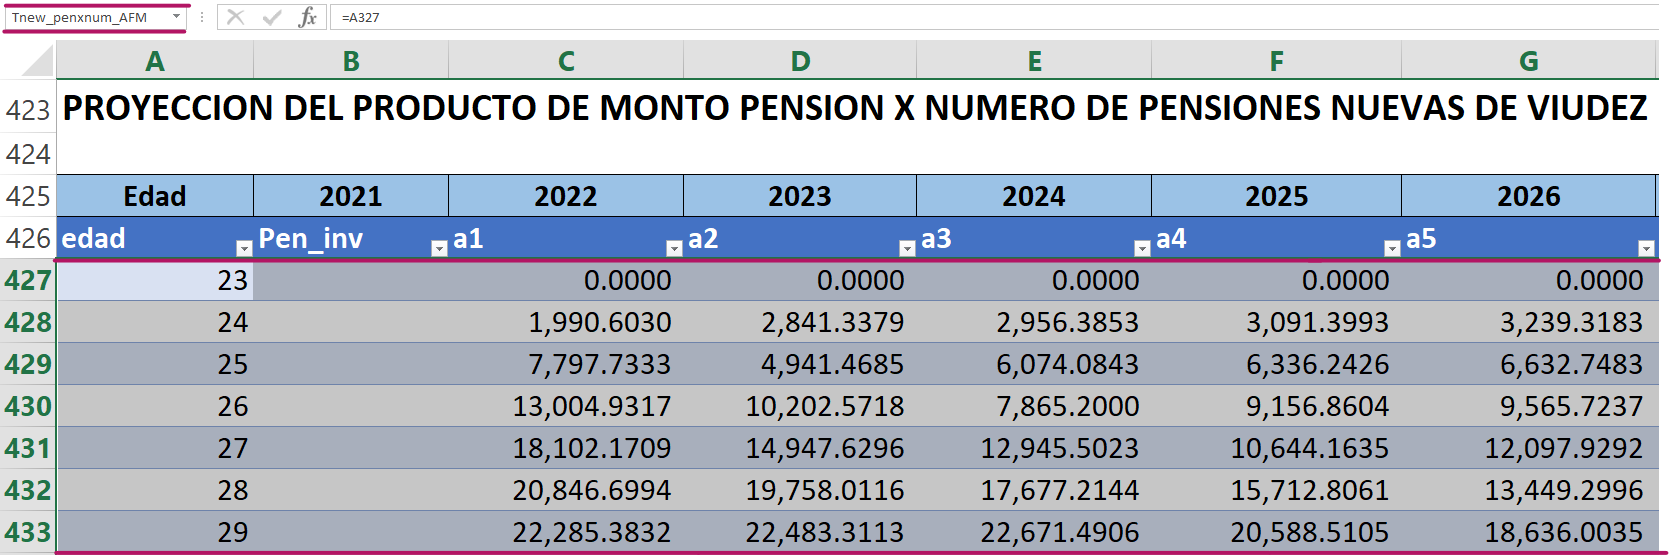 Tnew_penxnum_AFM fx =A327
A B C D E F G
423 PROYECCION DEL PRODUCTO DE MONTO PENSION X NUMERO DE PENSIONES NUEVAS DE VIUDEZ
424
425 Edad 2021 2022 2023 2024 2025 2026
426 edad Pen_inv a1 a2 a3 a4 a5
427 23 0.0000 0.0000 0.0000 0.0000 0.0000
428 24 1,990.6030 2,841.3379 2,956.3853 3,091.3993 3,239.3183
429 25 7,797.7333 4,941.4685 6,074.0843 6,336.2426 6,632.7483
430 26 13,004.9317 10,202.5718 7,865.2000 9,156.8604 9,565.7237
431 27 18,102.1709 14,947.6296 12,945.5023 10,644.1635 12,097.9292
432 28 20,846.6994 19,758.0116 17,677.2144 15,712.8061 13,449.2996
433 29 22,285.3832 22,483.3113 22,671.4906 20,588.5105 18,636.0035